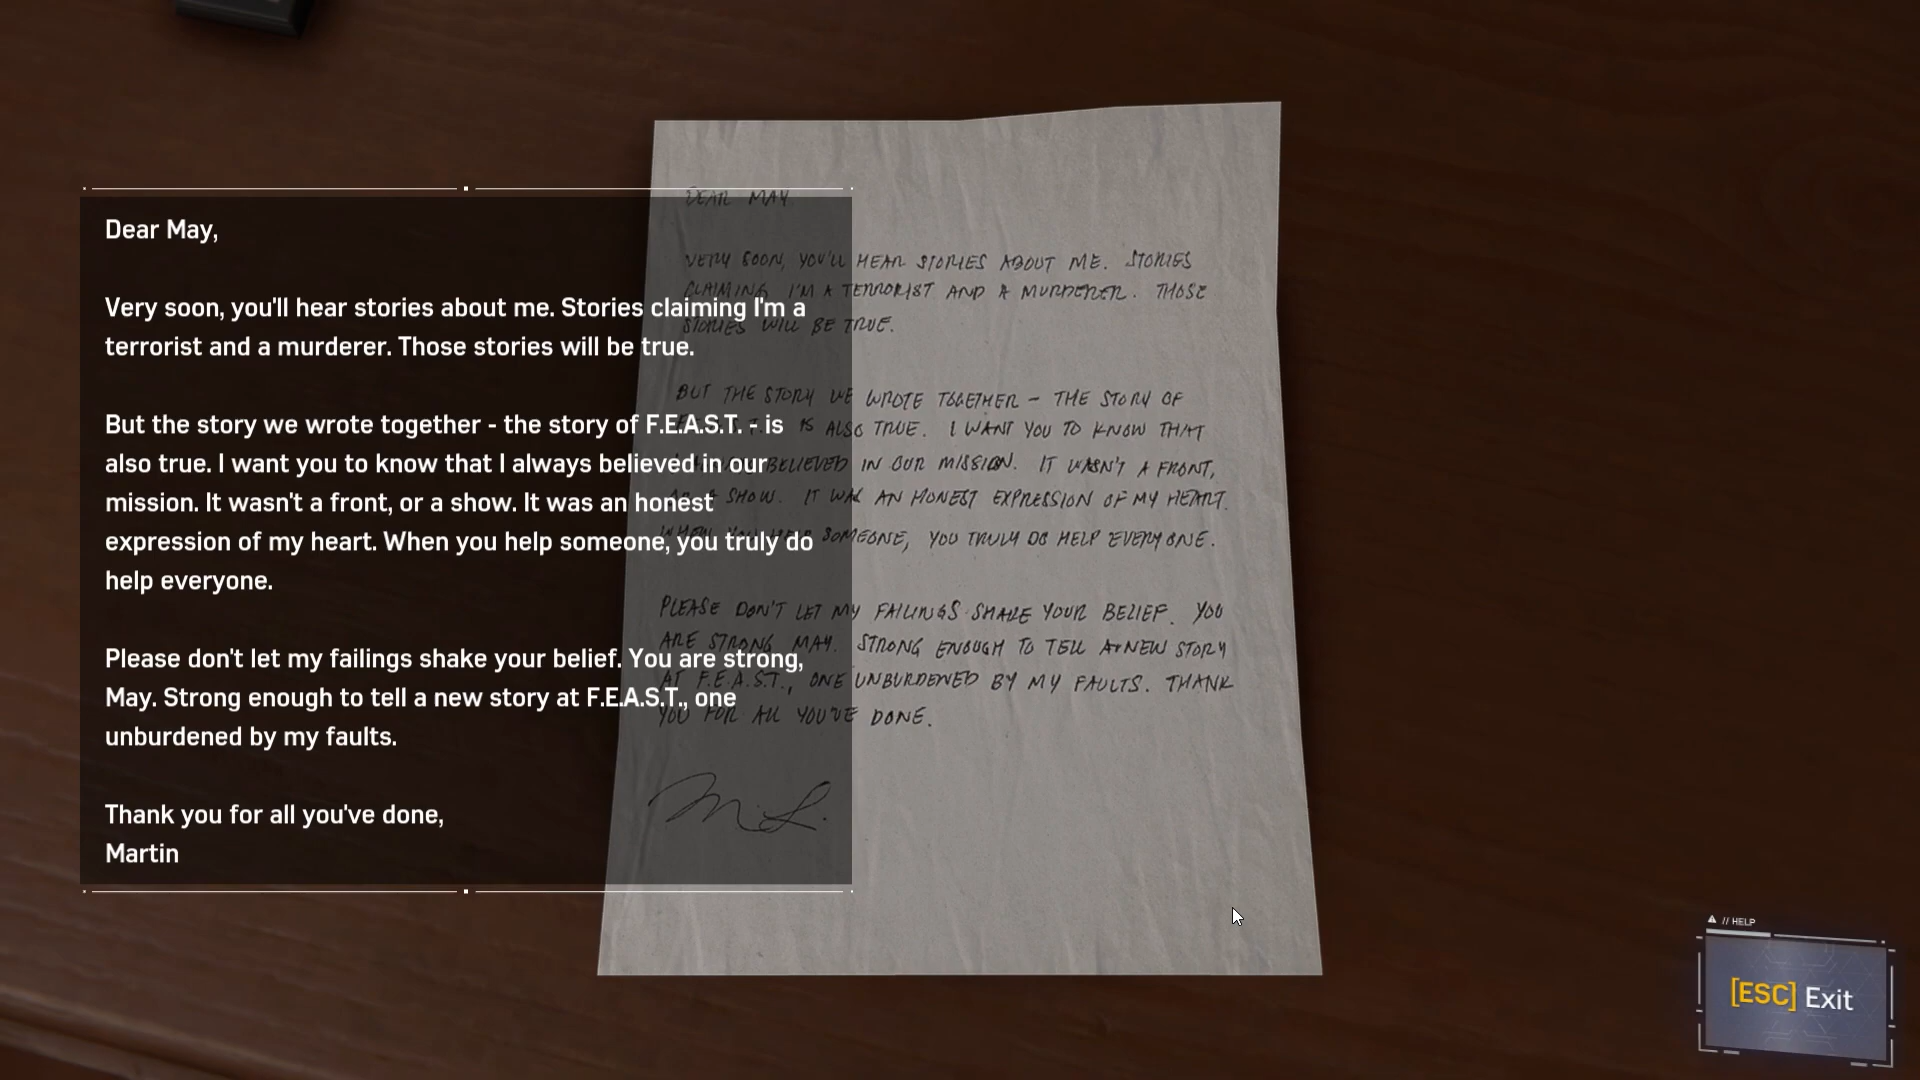 Dear May,
Very soon, you'll hear stories about me. Stories claiming I'm a
terrorist and a murderer. Those stories will be true.
But the story we wrote together - the story of F.E.A.S.T. - is
also true. I want you to know that I always believed in our
mission. It wasn't a front, or a show. It was an honest
expression of my heart. When you help someone, you truly do
help everyone.
Please don't let my failings shake your belief. You are strong,
May. Strong enough to tell a new story at F.E.A.S.T., one
unburdened by my faults.
Thank you for all you've done,
Martin
DEAR MAY,
VERY SOON, YOU'LL HEAR STORIES ABOUT ME. STORIES
CLAIMING I'M A TERRORIST AND A MURDERER. THOSE
STORIES WILL BE TRUE.
BUT THE STORY WE WROTE TOGETHER - THE STORY OF
IS ALSO TRUE. I WANT YOU TO KNOW THAT
BELIEVED IN OUR MISSION. IT WASN'T A FRONT,
OR A SHOW. IT WAS AN HONEST EXPRESSION OF MY HEART.
WHEN YOU HELP SOMEONE, YOU TRULY DO HELP EVERYONE.
PLEASE DON'T LET MY FAILINGS SHAKE YOUR BELIEF. YOU
ARE STRONG MAY. STRONG ENOUGH TO TELL A NEW STORY
AT F.E.A.S.T., ONE UNBURDENED BY MY FAULTS. THANK
YOU FOR ALL YOU'VE DONE.
M.L.
// HELP
[ESC] Exit